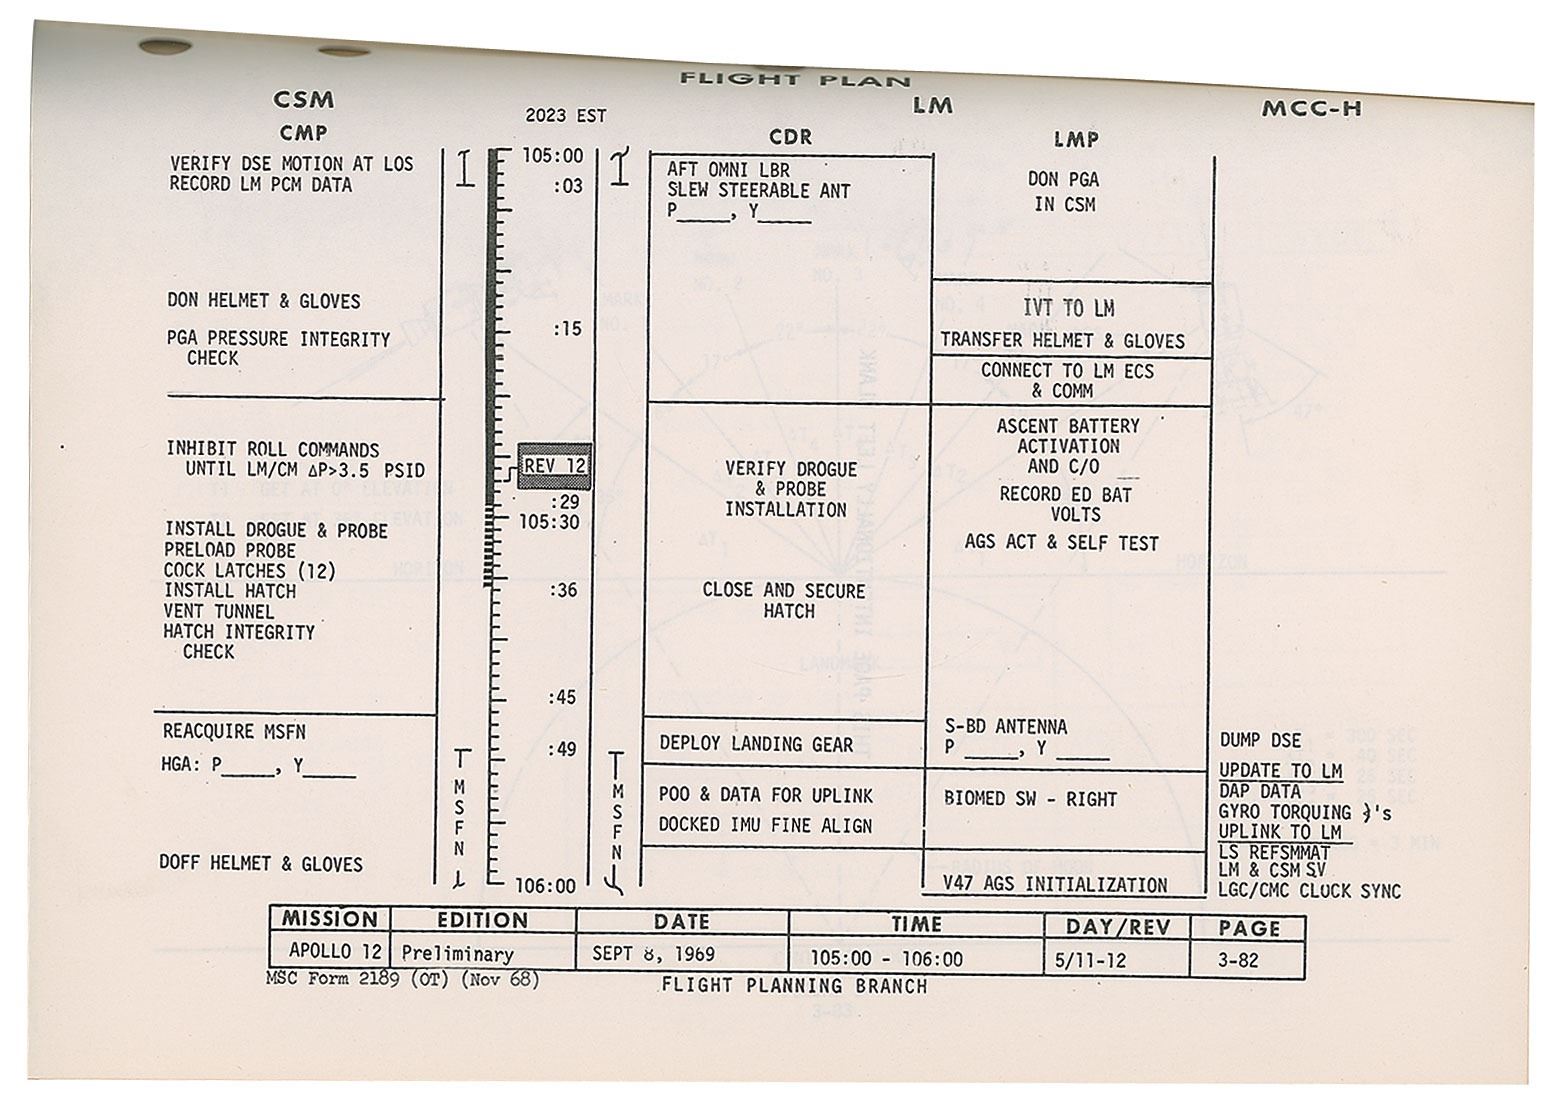 FLIGHT PLAN
CSM
LM
MCC-H
CMP
2023 EST
CDR
LMP
VERIFY DSE MOTION AT LOS
RECORD LM PCM DATA
DON HELMET & GLOVES
PGA PRESSURE INTEGRITY
CHECK
INHIBIT ROLL COMMANDS
UNTIL LM/CM ΔP>3.5 PSID
INSTALL DROGUE & PROBE
PRELOAD PROBE
COCK LATCHES (12)
INSTALL HATCH
VENT TUNNEL
HATCH INTEGRITY
CHECK
REACQUIRE MSFN
HGA: P_____, Y_____
DOFF HELMET & GLOVES
MSFN
105:00
:03
:15
REV 12
:29
105:30
:36
:45
:49
106:00
MSFN
AFT OMNI LBR
SLEW STEERABLE ANT
P_____, Y_____
VERIFY DROGUE
& PROBE
INSTALLATION
CLOSE AND SECURE
HATCH
DEPLOY LANDING GEAR
POO & DATA FOR UPLINK
DOCKED IMU FINE ALIGN
DON PGA
IN CSM
IVT TO LM
TRANSFER HELMET & GLOVES
CONNECT TO LM ECS
& COMM
ASCENT BATTERY
ACTIVATION
AND C/O
RECORD ED BAT
VOLTS
AGS ACT & SELF TEST
S-BD ANTENNA
P _____, Y _____
BIOMED SW - RIGHT
V47 AGS INITIALIZATION
DUMP DSE
UPDATE TO LM
DAP DATA
GYRO TORQUING ∠'s
UPLINK TO LM
LS REFSMMAT
LM & CSM SV
LGC/CMC CLOCK SYNC
MISSION EDITION DATE TIME DAY/REV PAGE
APOLLO 12 Preliminary SEPT 8, 1969 105:00 - 106:00 5/11-12 3-82
MSC Form 2189 (OT) (Nov 68)
FLIGHT PLANNING BRANCH